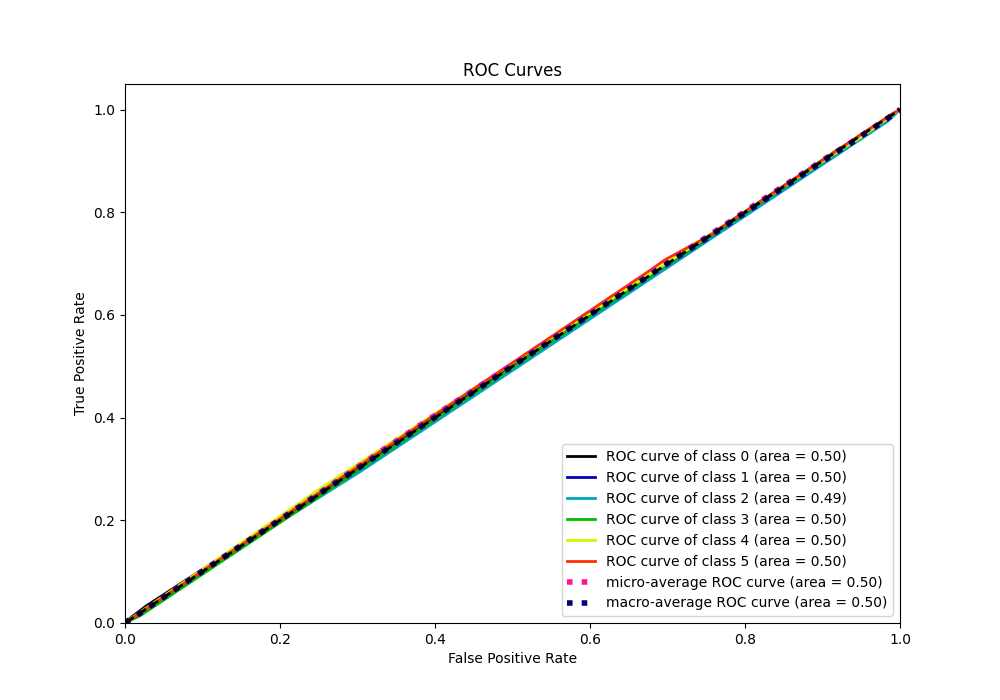 ROC Curves
True Positive Rate
1.0
0.8
0.6
0.4
0.2
0.0
ROC curve of class 0 (area = 0.50)
ROC curve of class 1 (area = 0.50)
ROC curve of class 2 (area = 0.49)
ROC curve of class 3 (area = 0.50)
ROC curve of class 4 (area = 0.50)
ROC curve of class 5 (area = 0.50)
micro-average ROC curve (area = 0.50)
macro-average ROC curve (area = 0.50)
0.0 0.2 0.4 0.6 0.8 1.0
False Positive Rate